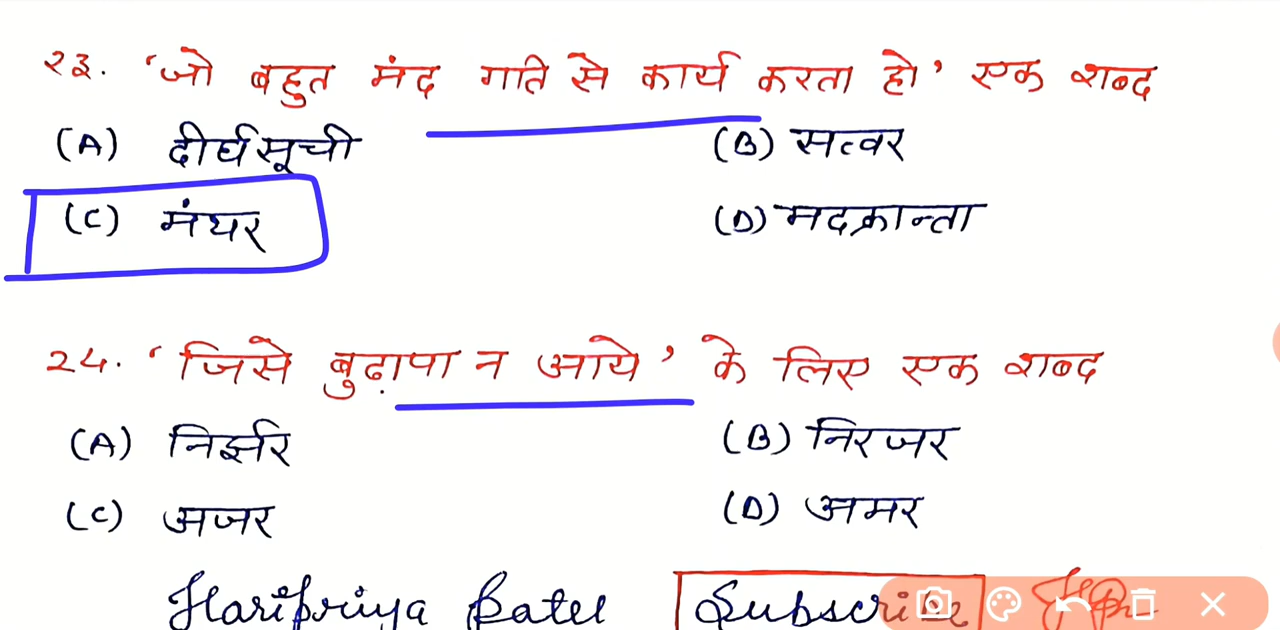 २३. 'जो बहुत मंद गति से कार्य करता हो' एक शब्द
(A) दीर्घसूची (B) सत्वर
(C) मंथर (D) मदक्रान्ता
२४. 'जिसे बुढ़ापा न आये' के लिए एक शब्द
(A) निर्झर (B) निरजर
(C) अजर (D) अमर
Haripriya Patel Subscribe